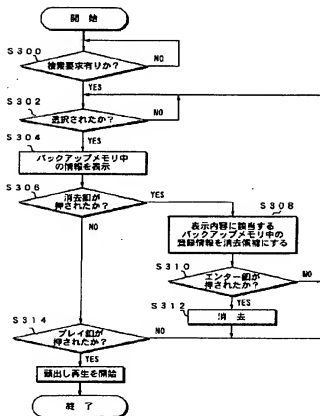 開 始
S300
検索要求有りか？
NO
YES
S302
選択されたか？
NO
YES
S304
バックアップメモリ中
の情報を表示
S306
消去釦が
押されたか？
YES
NO
S308
表示内容に該当する
バックアップメモリ中の
登録情報を消去候補にする
S310
エンター釦が
押されたか？
NO
YES
S312
消 去
S314
プレイ釦が
押されたか？
NO
YES
頭出し再生を開始
終 了